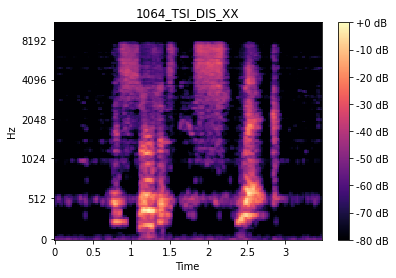 1064_TSI_DIS_XX
8192
4096
2048
1024
512
0
Hz
0
0.5
1
1.5
2
2.5
3
Time
+0 dB
-10 dB
-20 dB
-30 dB
-40 dB
-50 dB
-60 dB
-70 dB
-80 dB